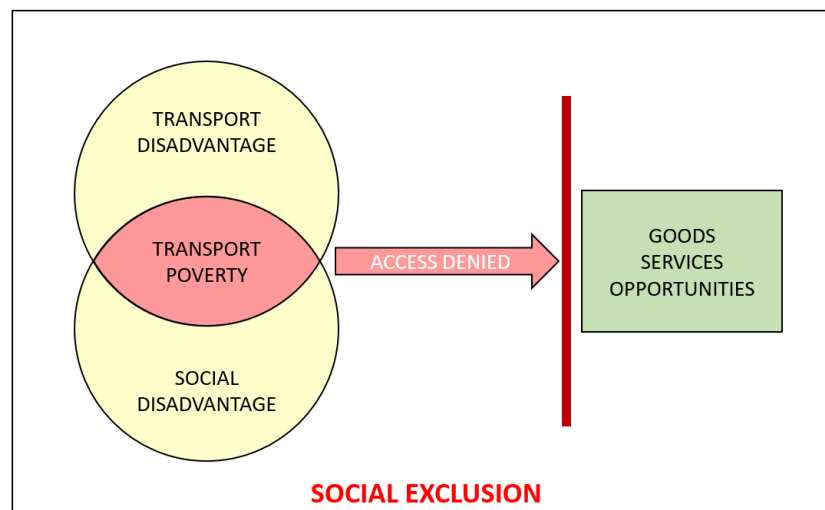 TRANSPORT
DISADVANTAGE
TRANSPORT
POVERTY
ACCESS DENIED
GOODS
SERVICES
OPPORTUNITIES
SOCIAL
DISADVANTAGE
SOCIAL EXCLUSION